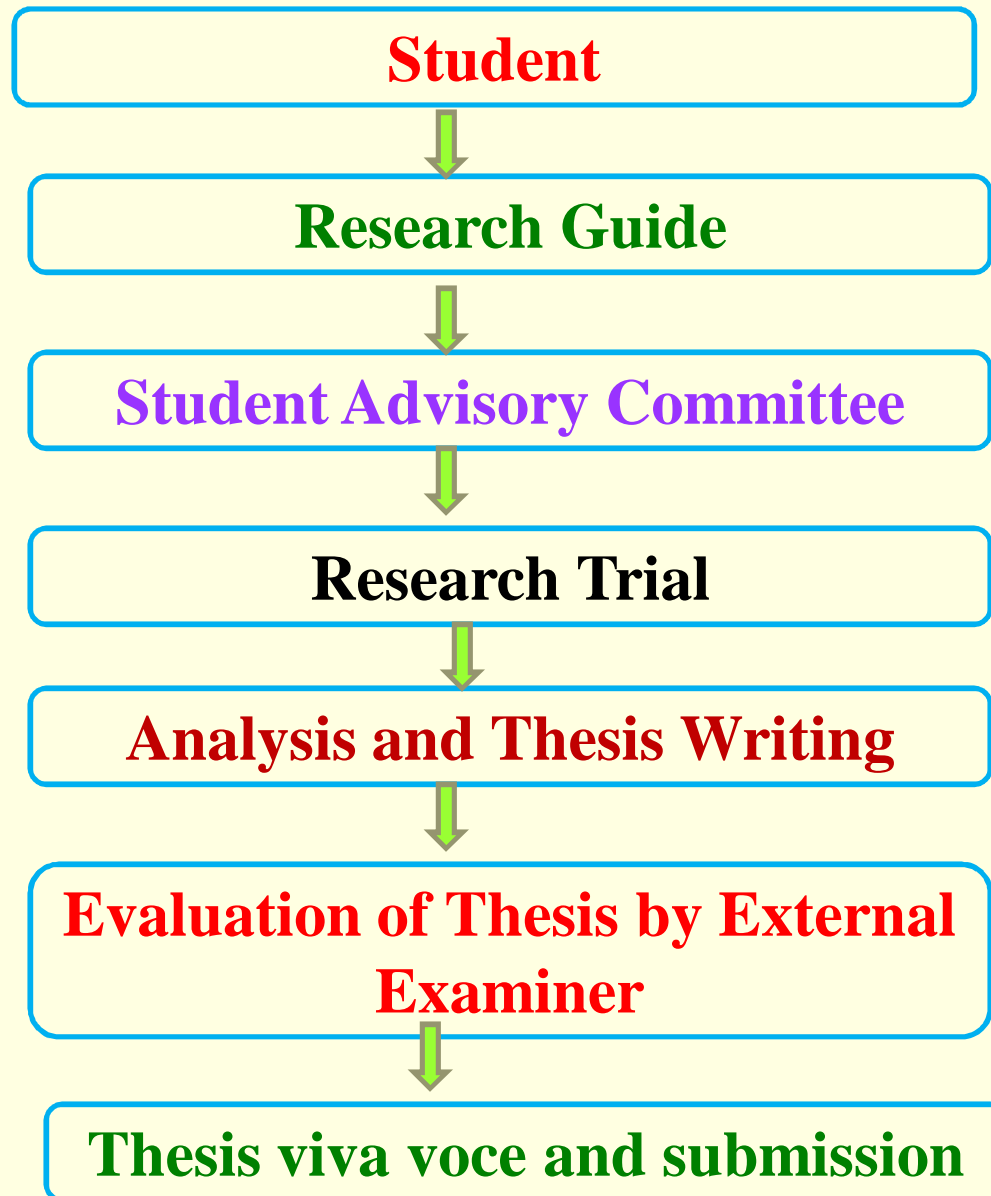 Student
Research Guide
Student Advisory Committee
Research Trial
Analysis and Thesis Writing
Evaluation of Thesis by External
Examiner
Thesis viva voce and submission